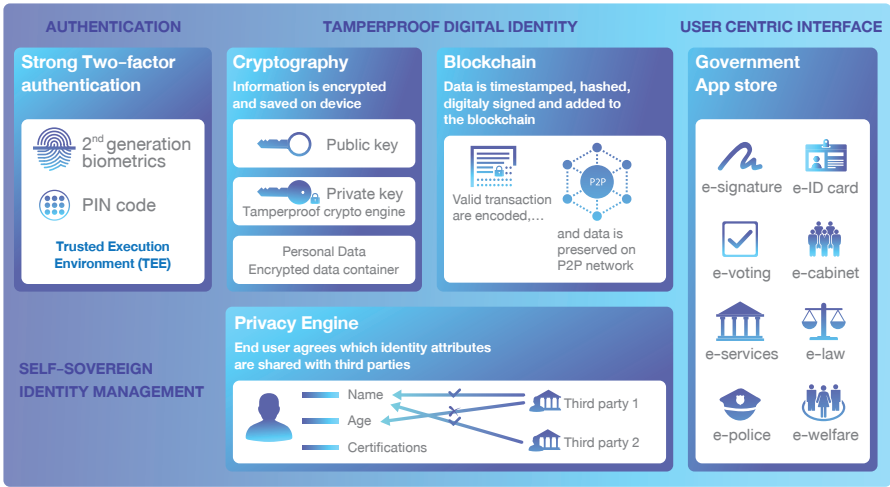 AUTHENTICATION
TAMPERPROOF DIGITAL IDENTITY
USER CENTRIC INTERFACE
Strong Two-factor
authentication
2nd generation
biometrics
PIN code
Trusted Execution
Environment (TEE)
Cryptography
Information is encrypted
and saved on device
Public key
Private key
Tamperproof crypto engine
Personal Data
Encrypted data container
Blockchain
Data is timestamped, hashed,
digitaly signed and added to
the blockchain
P2P
Valid transaction
are encoded,...
and data is
preserved on
P2P network
Government
App store
e-signature
e-ID card
e-voting
e-cabinet
e-services
e-law
e-police
e-welfare
SELF-SOVEREIGN
IDENTITY MANAGEMENT
Privacy Engine
End user agrees which identity attributes
are shared with third parties
Name
Age
Certifications
Third party 1
Third party 2